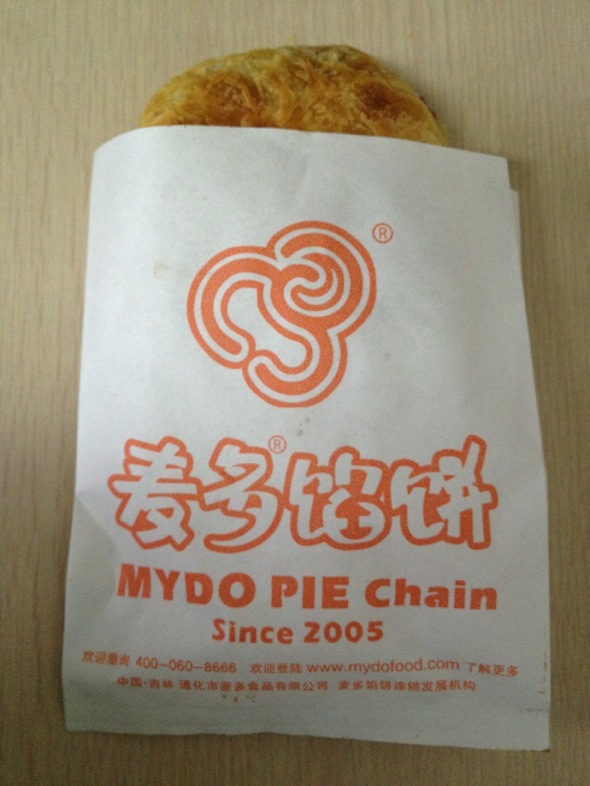 ®
麦多®馅饼
MYDO PIE Chain
Since 2005
欢迎垂询 400-060-8666 欢迎登陆 www.mydofood.com 了解更多
中国·吉林 通化市麦多食品有限公司 麦多馅饼连锁发展机构